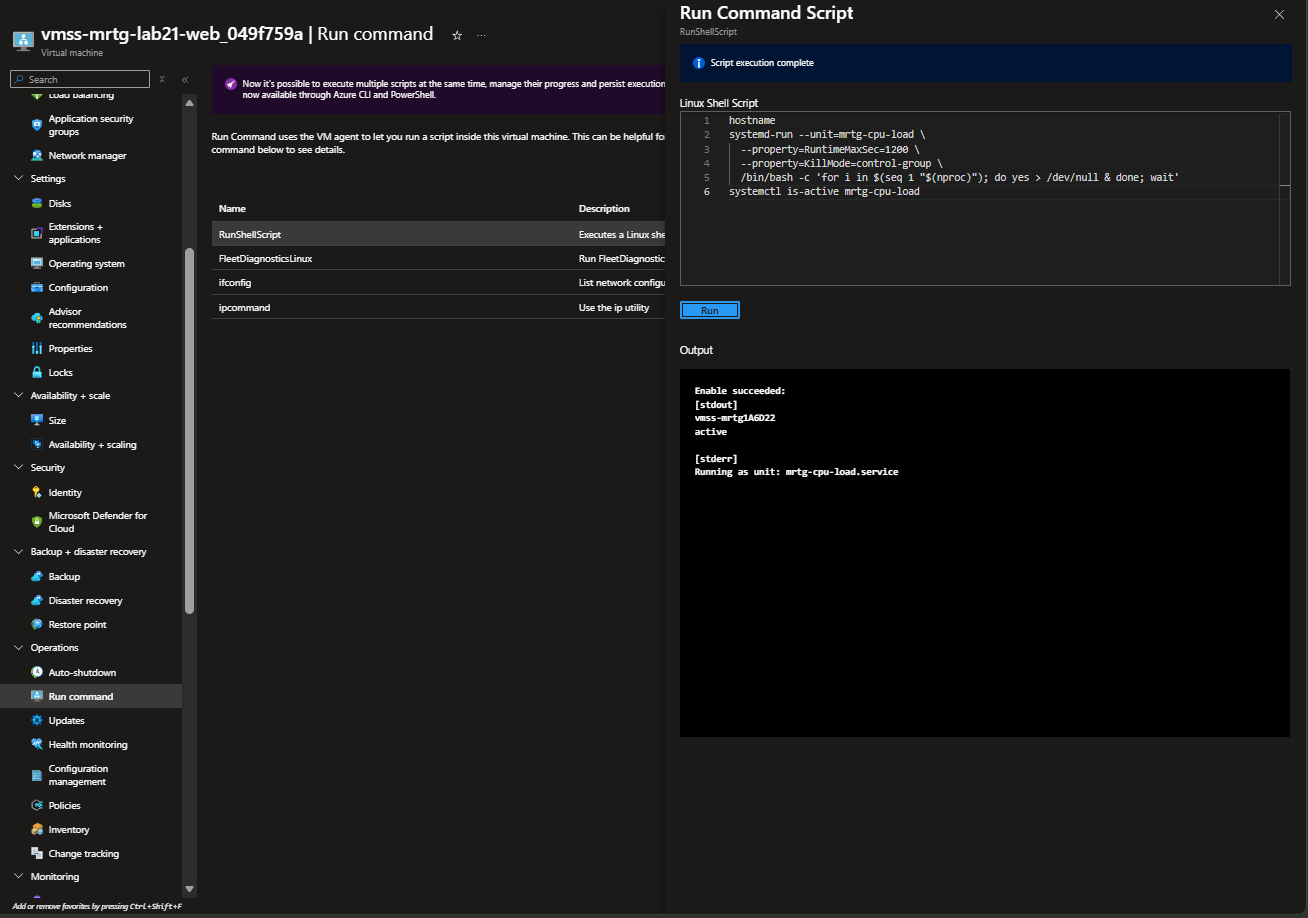 vmss-mrtg-lab21-web_049f759a | Run command
Virtual machine
Search
Load balancing
Application security
groups
Network manager
Settings
Disks
Extensions +
applications
Operating system
Configuration
Advisor
recommendations
Properties
Locks
Availability + scale
Size
Availability + scaling
Security
Identity
Microsoft Defender for
Cloud
Backup + disaster recovery
Backup
Disaster recovery
Restore point
Operations
Auto-shutdown
Run command
Updates
Health monitoring
Configuration
management
Policies
Inventory
Change tracking
Monitoring
Add or remove favorites by pressing Ctrl+Shift+F
Now it's possible to execute multiple scripts at the same time, manage their progress and persist execution
now available through Azure CLI and PowerShell.
Run Command uses the VM agent to let you run a script inside this virtual machine. This can be helpful for
command below to see details.
Name Description
RunShellScript Executes a Linux she
FleetDiagnosticsLinux Run FleetDiagnostic
ifconfig List network configu
ipcommand Use the ip utility
Run Command Script
RunShellScript
Script execution complete
Linux Shell Script
1 hostname
2 systemd-run --unit=mrtg-cpu-load \
3 --property=RuntimeMaxSec=1200 \
4 --property=KillMode=control-group \
5 /bin/bash -c 'for i in $(seq 1 "$(nproc)"); do yes > /dev/null & done; wait'
6 systemctl is-active mrtg-cpu-load
Run
Output
Enable succeeded:
[stdout]
vmss-mrtg1A6D22
active
[stderr]
Running as unit: mrtg-cpu-load.service